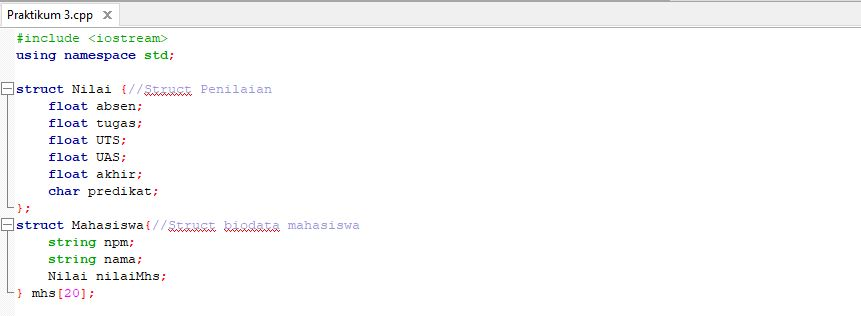 Praktikum 3.cpp
#include <iostream>
using namespace std;
struct Nilai {//Struct Penilaian
float absen;
float tugas;
float UTS;
float UAS;
float akhir;
char predikat;
};
struct Mahasiswa{//Struct biodata mahasiswa
string npm;
string nama;
Nilai nilaiMhs;
} mhs[20];